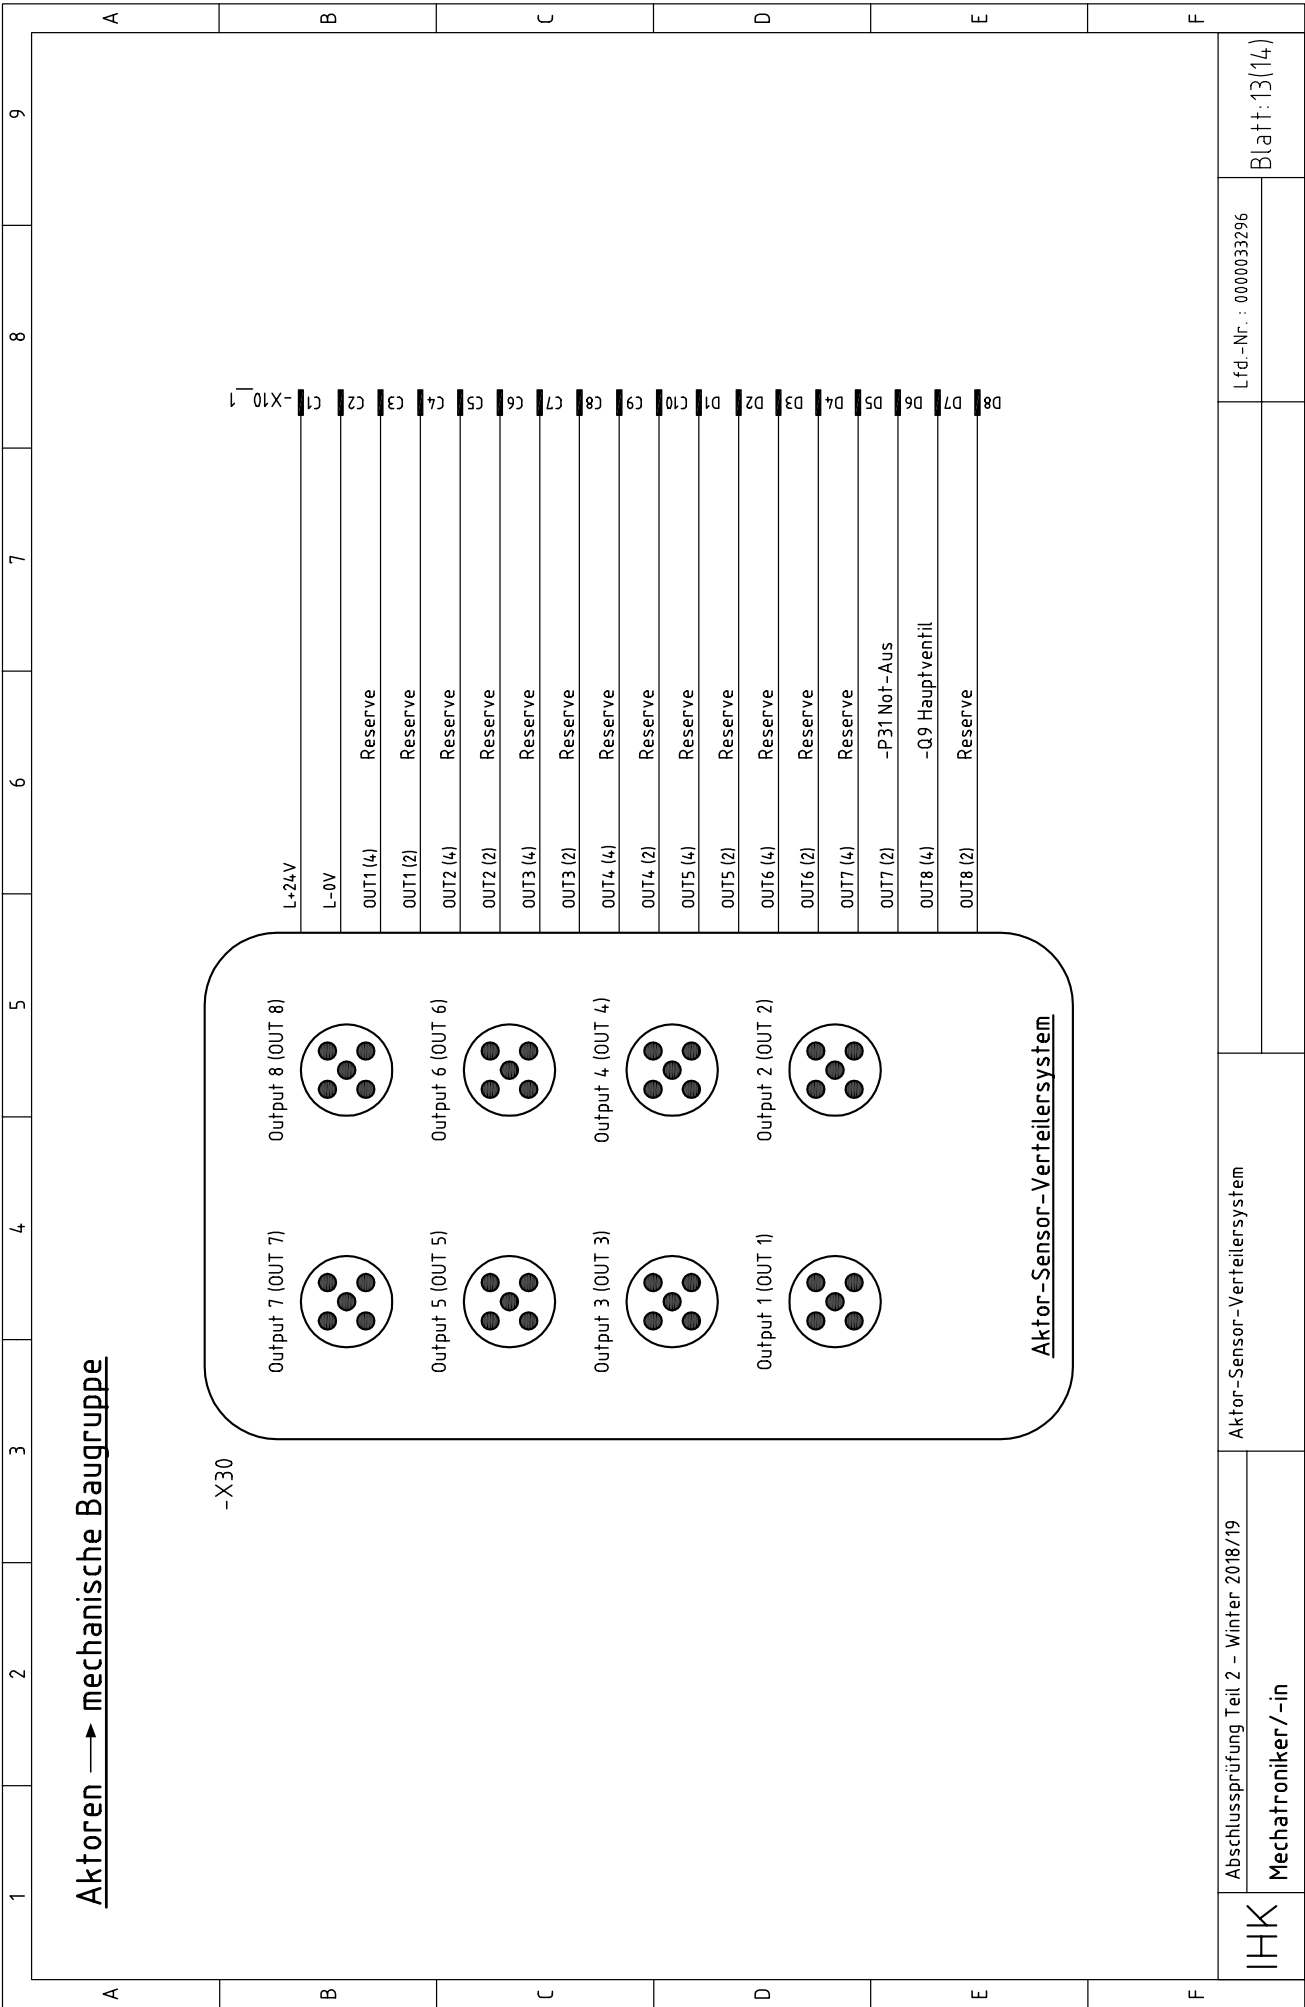 1 2 3 4 5 6 7 8 9
A
B
C
D
E
F
Aktoren → mechanische Baugruppe
-X30
Output 7 (OUT 7)
Output 8 (OUT 8)
Output 5 (OUT 5)
Output 6 (OUT 6)
Output 3 (OUT 3)
Output 4 (OUT 4)
Output 1 (OUT 1)
Output 2 (OUT 2)
Aktor-Sensor-Verteilersystem
-X10_1
L+24V C1
L-0V C2
OUT1 (4) Reserve C3
OUT1 (2) Reserve C4
OUT2 (4) Reserve C5
OUT2 (2) Reserve C6
OUT3 (4) Reserve C7
OUT3 (2) Reserve C8
OUT4 (4) Reserve C9
OUT4 (2) Reserve C10
OUT5 (4) Reserve D1
OUT5 (2) Reserve D2
OUT6 (4) Reserve D3
OUT6 (2) Reserve D4
OUT7 (4) Reserve D5
OUT7 (2) -P31 Not-Aus D6
OUT8 (4) -Q9 Hauptventil D7
OUT8 (2) Reserve D8
A
B
C
D
E
F
IHK
Abschlussprüfung Teil 2 - Winter 2018/19
Mechatroniker/-in
Aktor-Sensor-Verteilersystem
Lfd.-Nr.: 0000033296
Blatt:13(14)